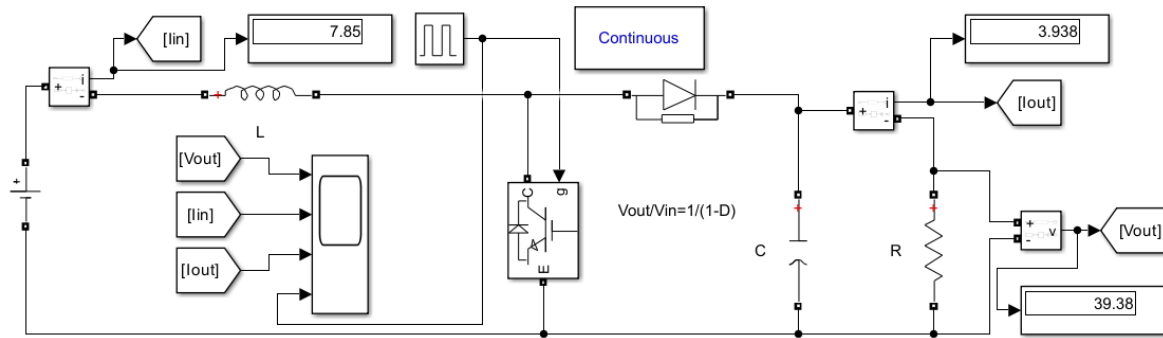 [Iin]
7.85
Continuous
3.938
[Iout]
+
i
-
+
i
-
L
[Vout]
[Iin]
[Iout]
+
C
g
E
Vout/Vin=1/(1-D)
C
R
+
-
v
[Vout]
39.38